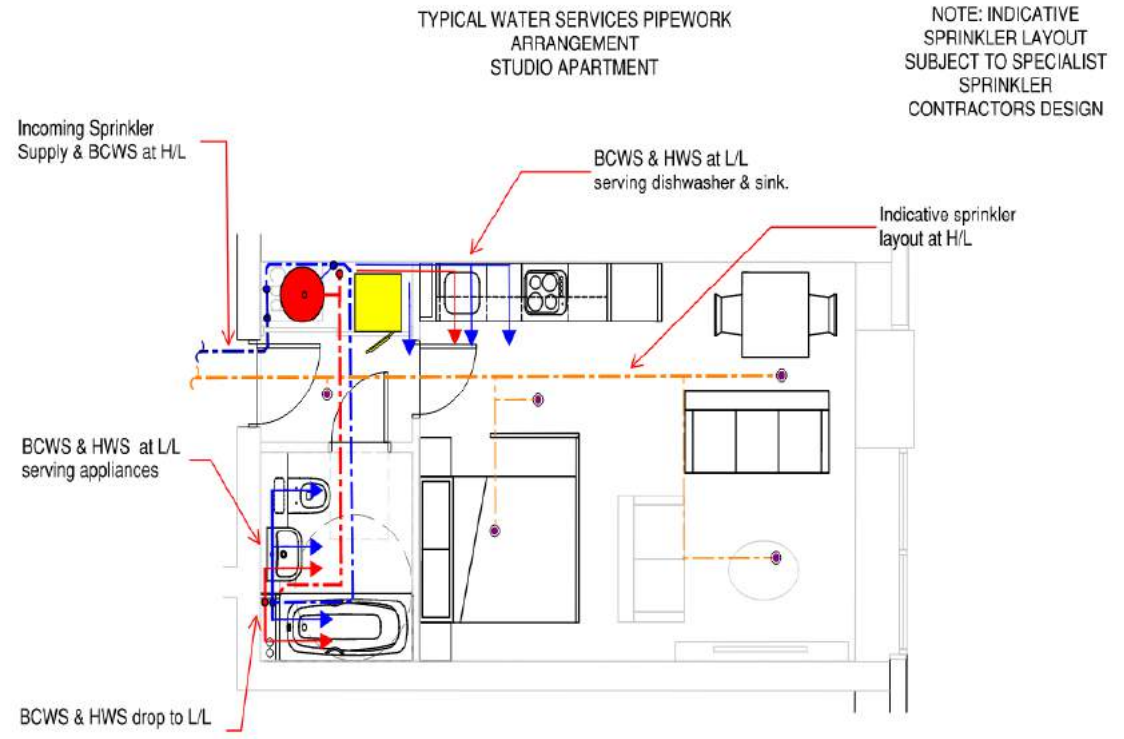 TYPICAL WATER SERVICES PIPEWORK
ARRANGEMENT
STUDIO APARTMENT
NOTE: INDICATIVE
SPRINKLER LAYOUT
SUBJECT TO SPECIALIST
SPRINKLER
CONTRACTORS DESIGN
Incoming Sprinkler
Supply & BCWS at H/L
BCWS & HWS at L/L
serving dishwasher & sink.
Indicative sprinkler
layout at H/L
BCWS & HWS at L/L
serving appliances
BCWS & HWS drop to L/L